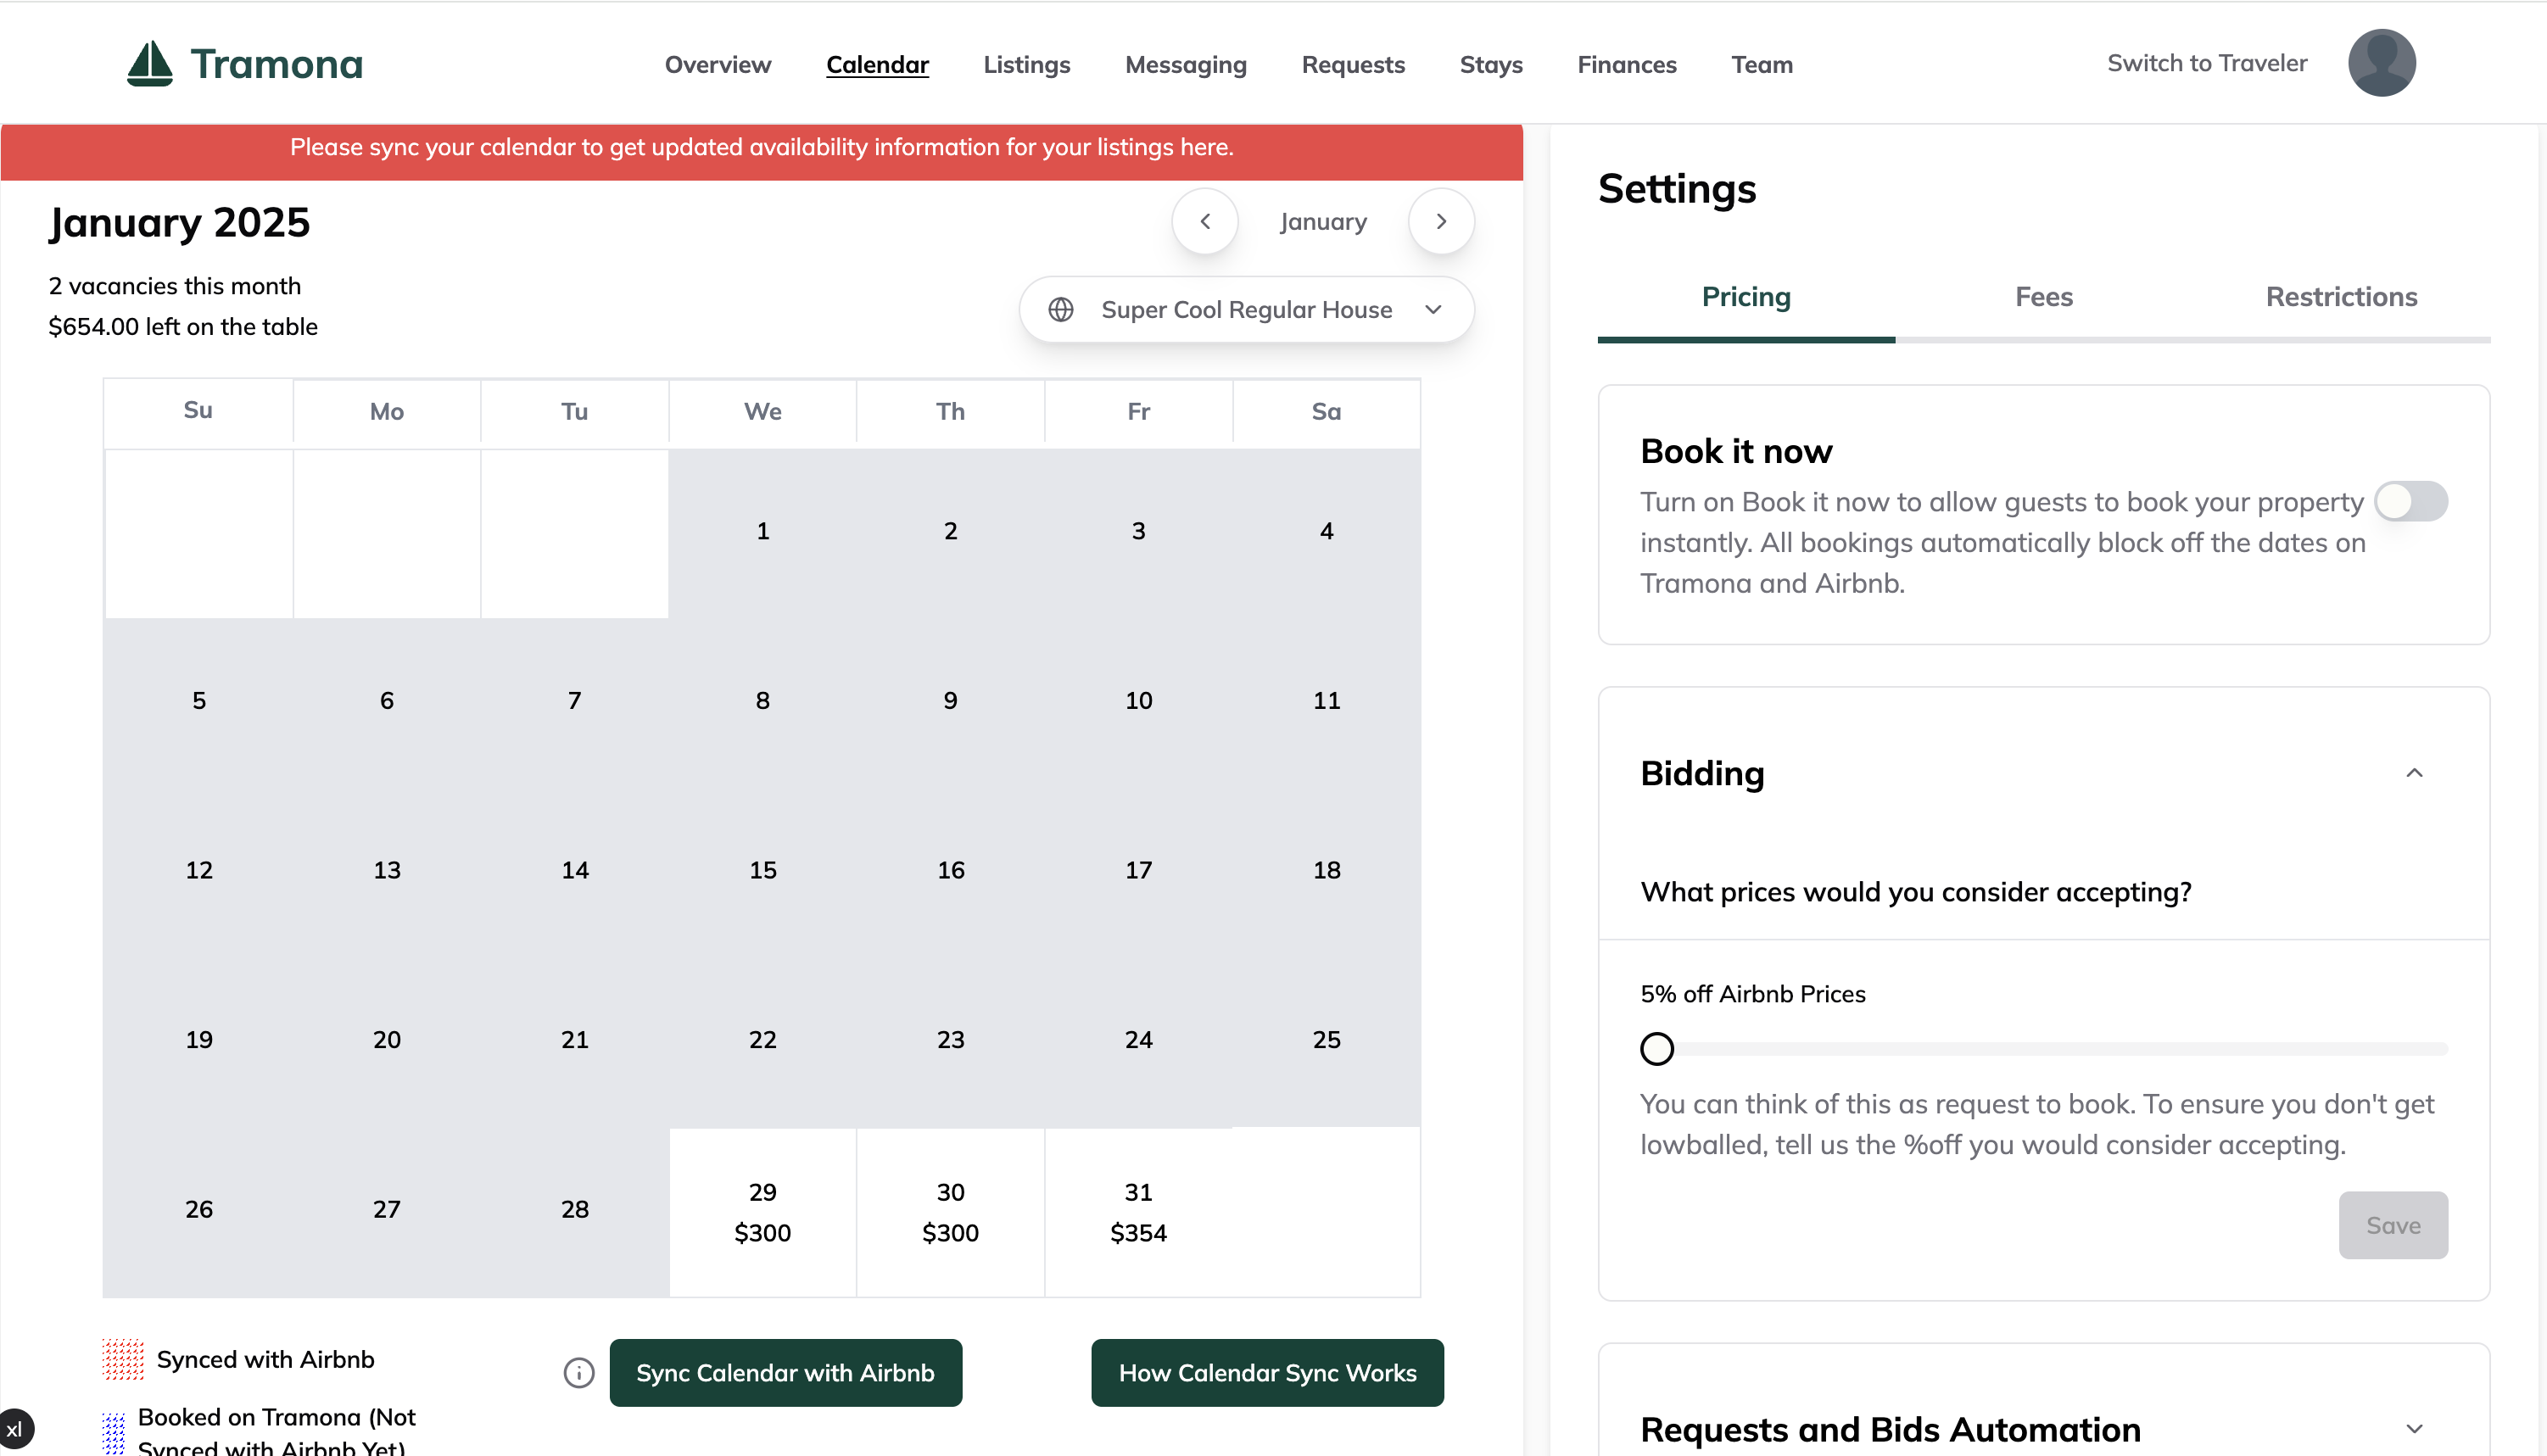 Tramona
Overview
Calendar
Listings
Messaging
Requests
Stays
Finances
Team
Switch to Traveler
Please sync your calendar to get updated availability information for your listings here.
January 2025
January
2 vacancies this month
$654.00 left on the table
Super Cool Regular House
Su Mo Tu We Th Fr Sa
1 2 3 4
5 6 7 8 9 10 11
12 13 14 15 16 17 18
19 20 21 22 23 24 25
26 27 28 29 30 31
$300 $300 $354
Synced with Airbnb
Sync Calendar with Airbnb
How Calendar Sync Works
Booked on Tramona (Not
Synced with Airbnb Yet)
xl
Settings
Pricing
Fees
Restrictions
Book it now
Turn on Book it now to allow guests to book your property
instantly. All bookings automatically block off the dates on
Tramona and Airbnb.
Bidding
What prices would you consider accepting?
5% off Airbnb Prices
You can think of this as request to book. To ensure you don't get
lowballed, tell us the %off you would consider accepting.
Save
Requests and Bids Automation